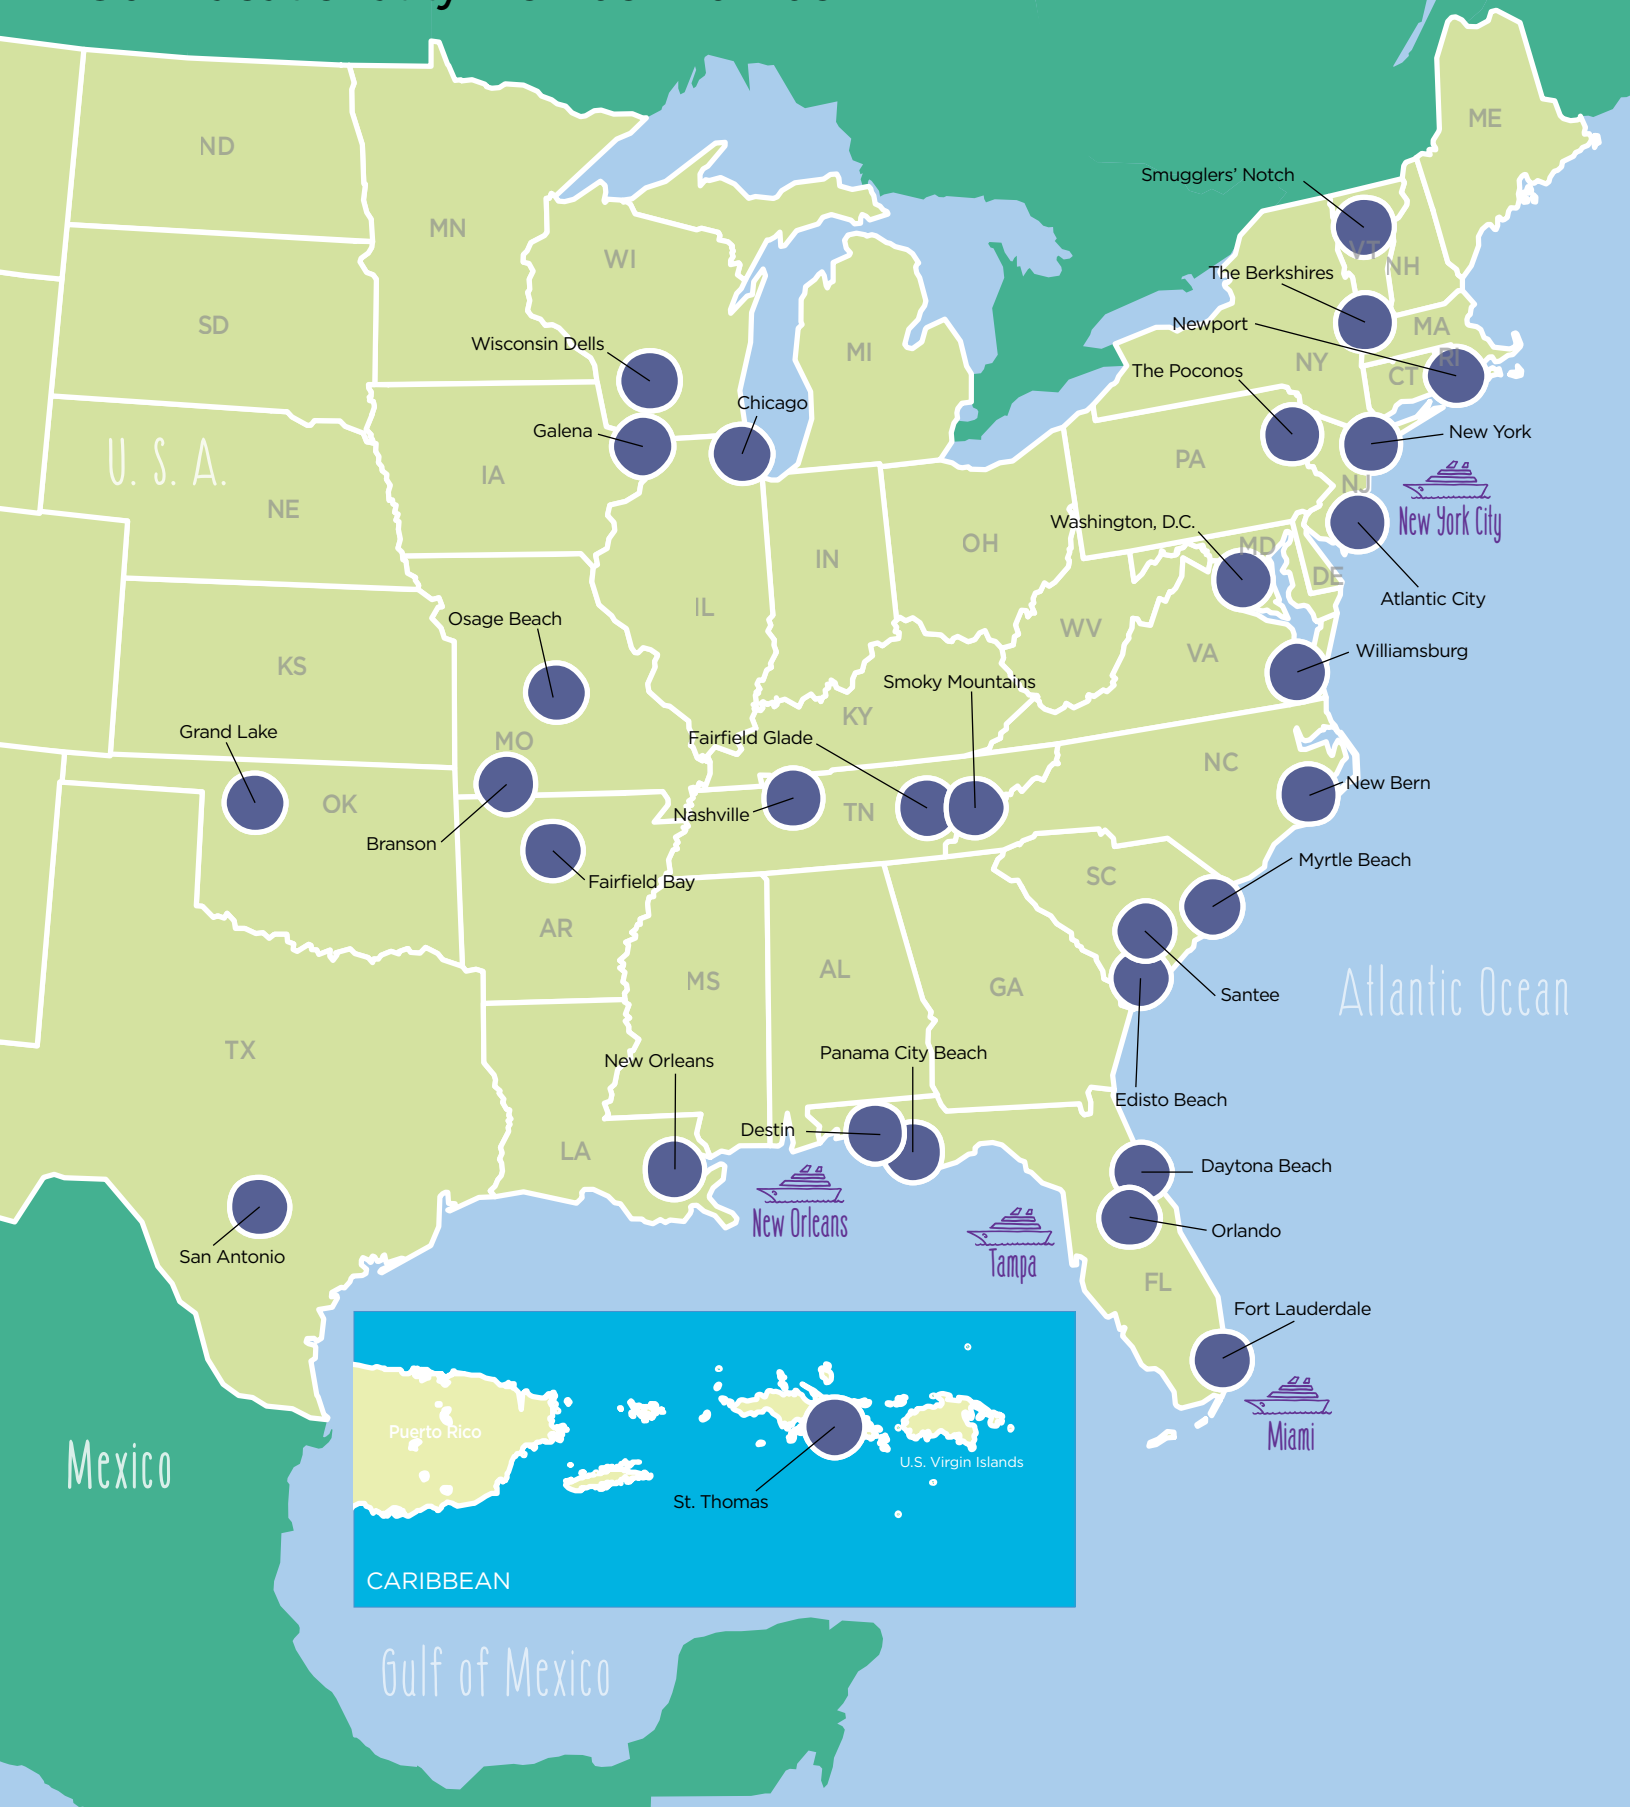 ME
ND
Smugglers’ Notch
MN
VT
WI
NH
The Berkshires
SD
Newport
MA
Wisconsin Dells
MI
NY
RI
The Poconos
CT
Chicago
Galena
New York
U. S. A.
PA
IA
NJ
NE
New York City
Washington, D.C.
OH
MD
IN
DE
Atlantic City
IL
Osage Beach
WV
KS
VA
Williamsburg
Smoky Mountains
KY
Grand Lake
MO
Fairfield Glade
NC
New Bern
OK
Nashville
TN
Branson
Myrtle Beach
SC
Fairfield Bay
AR
MS
AL
GA
Santee
Atlantic Ocean
TX
Panama City Beach
New Orleans
Edisto Beach
Destin
LA
Daytona Beach
New Orleans
Orlando
San Antonio
Tampa
FL
Fort Lauderdale
Miami
Puerto Rico
Mexico
U.S. Virgin Islands
St. Thomas
CARIBBEAN
Gulf of Mexico